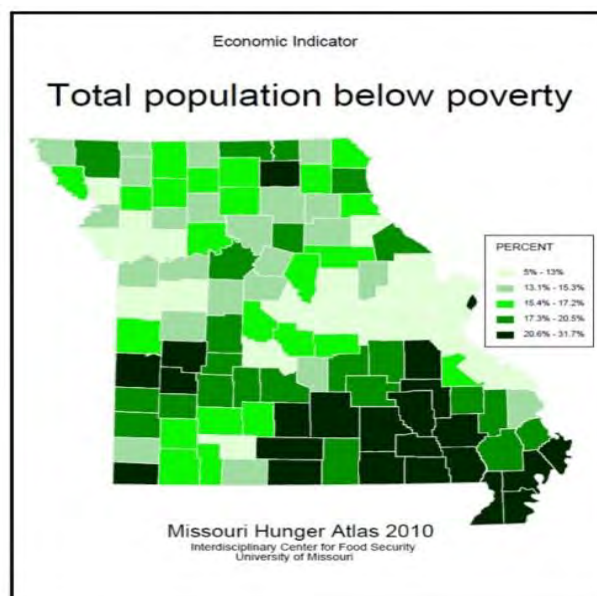 Economic Indicator
Total population below poverty
PERCENT
5% - 13%
13.1% - 15.3%
15.4% - 17.2%
17.3% - 20.5%
20.6% - 31.7%
Missouri Hunger Atlas 2010
Interdisciplinary Center for Food Security
University of Missouri